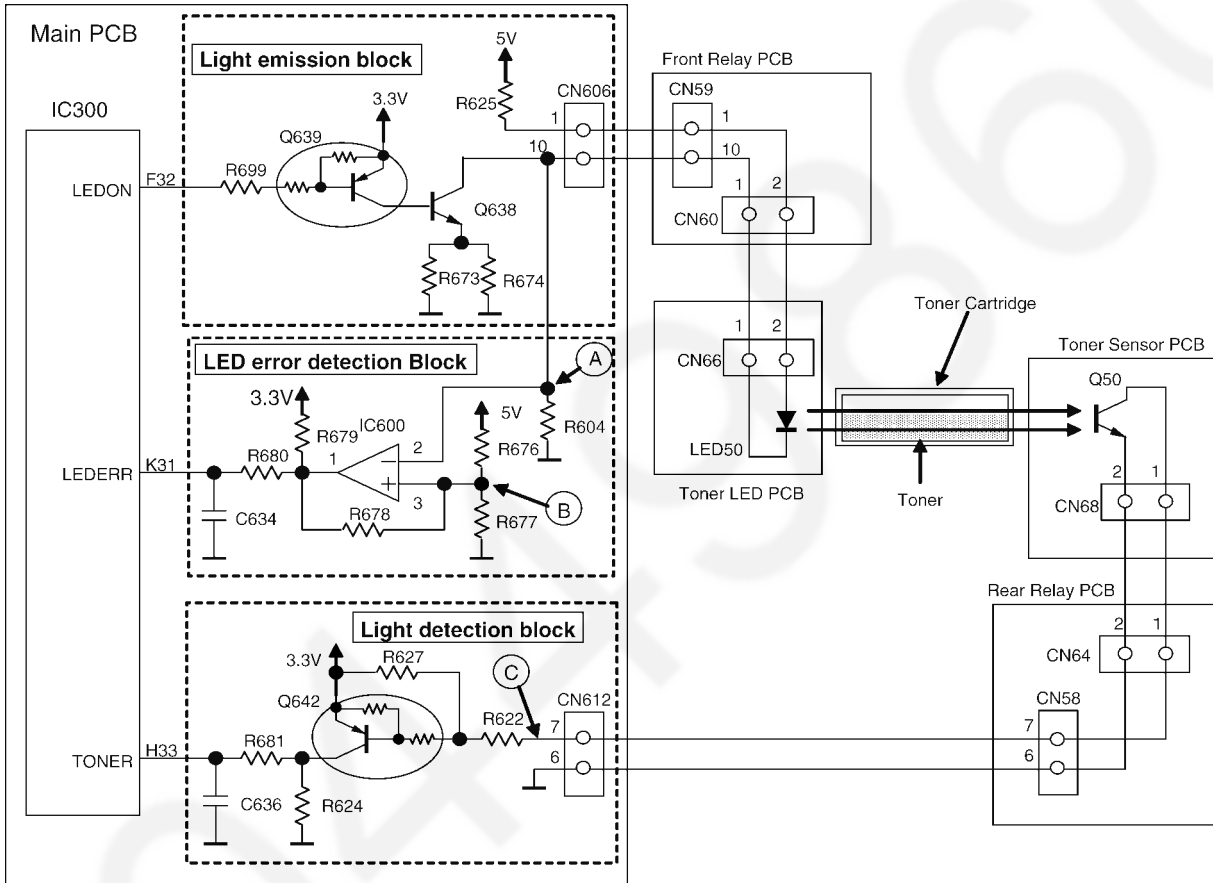 Main PCB
IC300
LEDON
F32
LEDERR
K31
TONER
H33
Light emission block
3.3V
Q639
R699
Q638
R673
R674
5V
R625
CN606
1
10
Front Relay PCB
CN59
1
10
1
2
CN60
LED error detection Block
3.3V
R679
IC600
1
2
3
R680
C634
R678
5V
R676
R677
R604
A
B
1
2
CN66
LED50
Toner LED PCB
Toner Cartridge
Toner
Toner Sensor PCB
Q50
2
1
CN68
Light detection block
3.3V
R627
Q642
R622
C
CN612
7
6
R681
C636
R624
Rear Relay PCB
2
1
CN64
CN58
7
6